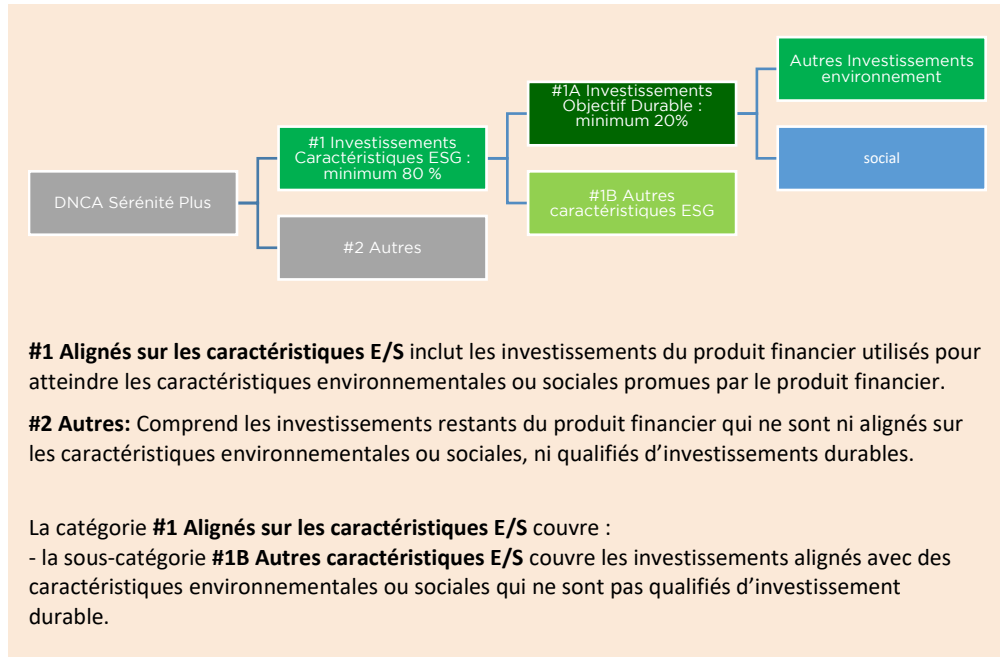 Autres Investissements
environnement
#1A Investissements
Objectif Durable :
minimum 20%
#1 Investissements
Caractéristiques ESG :
minimum 80 %
social
DNCA Sérénité Plus
#1B Autres
caractéristiques ESG
#2 Autres
#1 Alignés sur les caractéristiques E/S inclut les investissements du produit financier utilisés pour
atteindre les caractéristiques environnementales ou sociales promues par le produit financier.
#2 Autres: Comprend les investissements restants du produit financier qui ne sont ni alignés sur
les caractéristiques environnementales ou sociales, ni qualifiés d’investissements durables.
La catégorie #1 Alignés sur les caractéristiques E/S couvre :
- la sous-catégorie #1B Autres caractéristiques E/S couvre les investissements alignés avec des
caractéristiques environnementales ou sociales qui ne sont pas qualifiés d’investissement
durable.